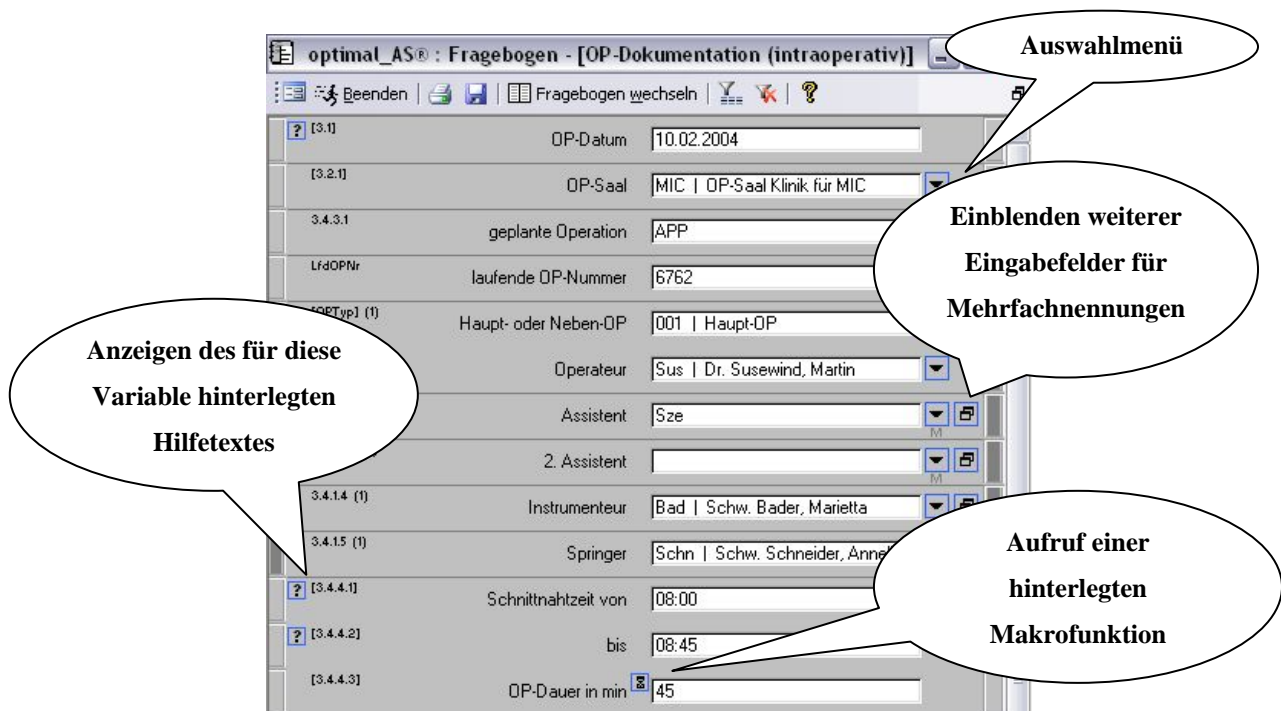 optimal_AS® : Fragebogen - [OP-Dokumentation (intraoperativ)]
Auswahlmenü
Beenden | Fragebogen wechseln
[3.1] OP-Datum 10.02.2004
[3.2.1] OP-Saal MIC | OP-Saal Klinik für MIC
3.4.3.1 geplante Operation APP
LfdOPNr laufende OP-Nummer 6762
[OPTyp] (1) Haupt- oder Neben-OP 001 | Haupt-OP
Operateur Sus | Dr. Susewind, Martin
Assistent Sze
M
2. Assistent
M
3.4.1.4 (1) Instrumenteur Bad | Schw. Bader, Marietta
3.4.1.5 (1) Springer Schn | Schw. Schneider,
[3.4.4.1] Schnittnahtzeit von 08:00
[3.4.4.2] bis 08:45
[3.4.4.3] OP-Dauer in min 45
Einblenden weiterer
Eingabefelder für
Mehrfachnennungen
Anzeigen des für diese
Variable hinterlegten
Hilfetextes
Aufruf einer
hinterlegten
Makrofunktion